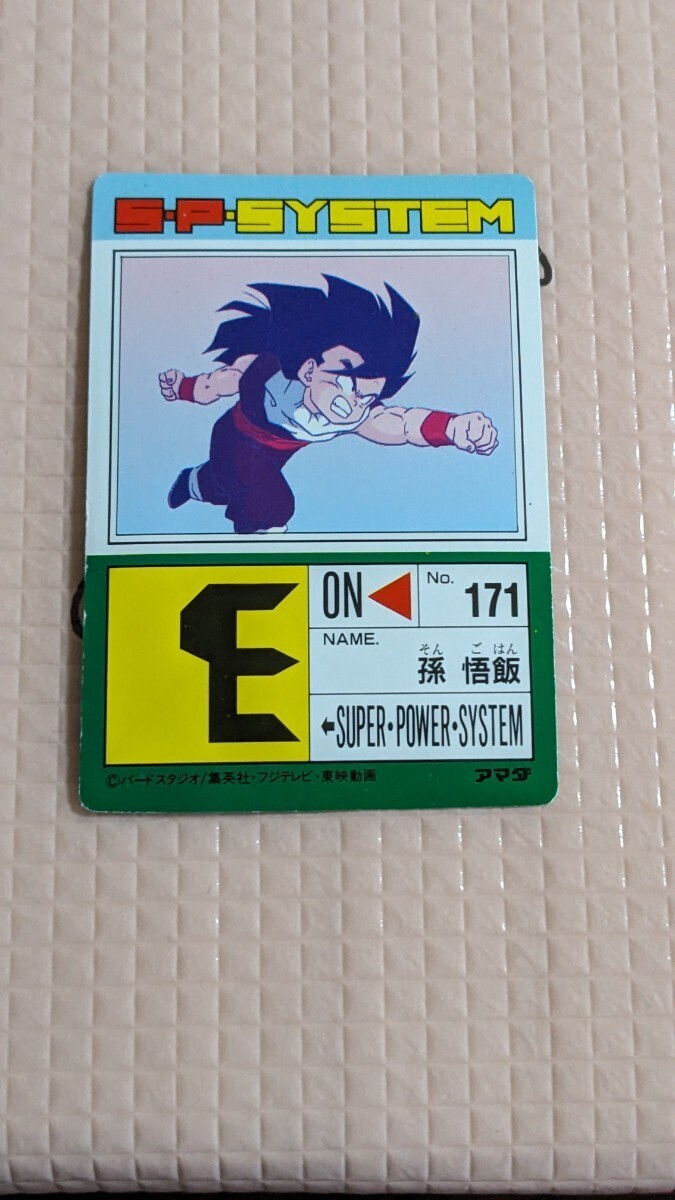 S·P·SYSTEM
E
ON
No. 171
NAME.
そん ご はん
孫 悟飯
←SUPER·POWER·SYSTEM
©バードスタジオ/集英社・フジテレビ・東映動画
アマダ